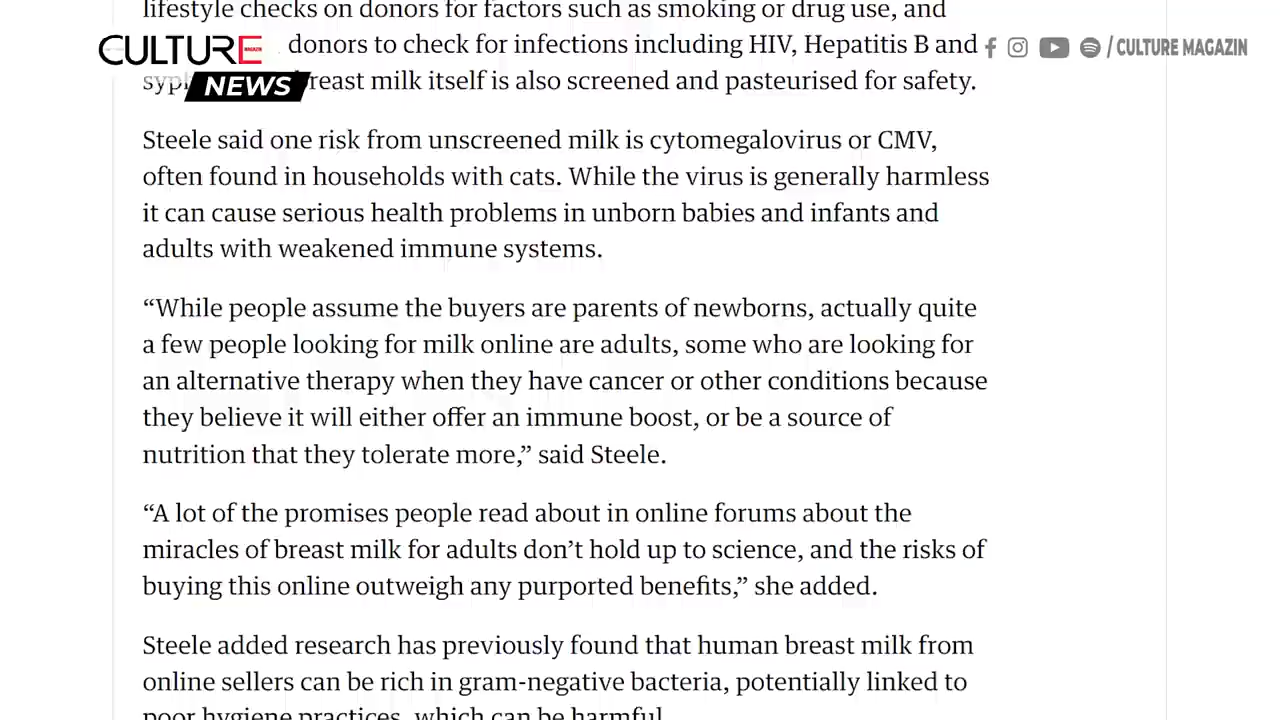 lifestyle checks on donors for factors such as smoking or drug use, and
CULTURE
MAGAZIN
donors to check for infections including HIV, Hepatitis B and
/ CULTURE MAGAZIN
NEWS
reast milk itself is also screened and pasteurised for safety.
Steele said one risk from unscreened milk is cytomegalovirus or CMV,
often found in households with cats. While the virus is generally harmless
it can cause serious health problems in unborn babies and infants and
adults with weakened immune systems.
“While people assume the buyers are parents of newborns, actually quite
a few people looking for milk online are adults, some who are looking for
an alternative therapy when they have cancer or other conditions because
they believe it will either offer an immune boost, or be a source of
nutrition that they tolerate more,” said Steele.
“A lot of the promises people read about in online forums about the
miracles of breast milk for adults don’t hold up to science, and the risks of
buying this online outweigh any purported benefits,” she added.
Steele added research has previously found that human breast milk from
online sellers can be rich in gram-negative bacteria, potentially linked to
poor hygiene practices, which can be harmful